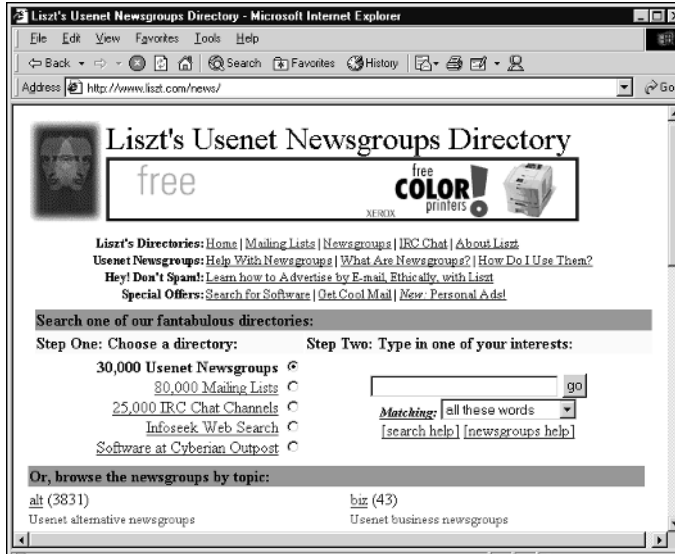 Liszt's Usenet Newsgroups Directory - Microsoft Internet Explorer
File Edit View Favorites Tools Help
Back Search Favorites History
Address http://www.liszt.com/news/ Go
Liszt's Usenet Newsgroups Directory
free
free
COLOR!
printers
XEROX
Liszt's Directories: Home | Mailing Lists | Newsgroups | IRC Chat | About Liszt
Usenet Newsgroups: Help With Newsgroups | What Are Newsgroups? | How Do I Use Them?
Hey! Don't Spam!: Learn how to Advertise by E-mail, Ethically, with Liszt
Special Offers: Search for Software | Get Cool Mail | New: Personal Ads!
Search one of our fantabulous directories:
Step One: Choose a directory: Step Two: Type in one of your interests:
30,000 Usenet Newsgroups
80,000 Mailing Lists go
25,000 IRC Chat Channels Matching: all these words
Infoseek Web Search [search help] [newsgroups help]
Software at Cyberian Outpost
Or, browse the newsgroups by topic:
alt (3831) biz (43)
Usenet alternative newsgroups Usenet business newsgroups